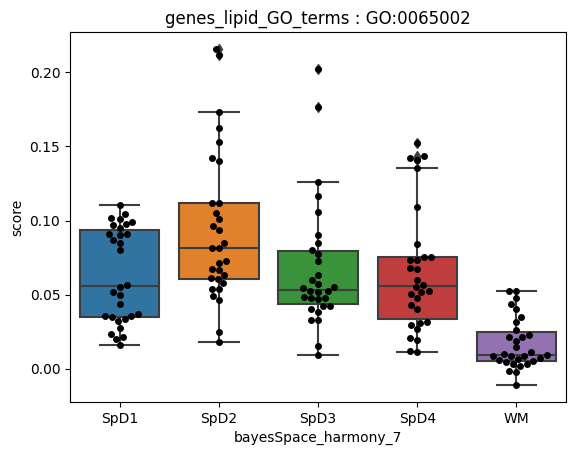 genes_lipid_GO_terms : GO:0065002
score
0.20
0.15
0.10
0.05
0.00
SpD1 SpD2 SpD3 SpD4 WM
bayesSpace_harmony_7